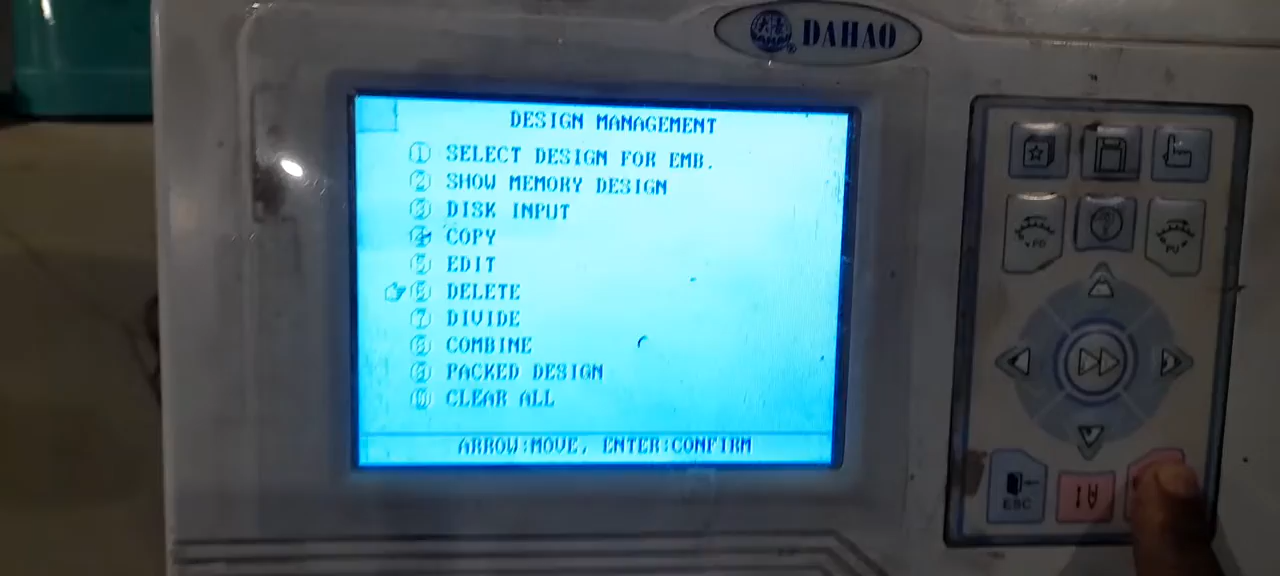 DAHAO
DESIGN MANAGEMENT
① SELECT DESIGN FOR EMB.
② SHOW MEMORY DESIGN
③ DISK INPUT
④ COPY
⑤ EDIT
⑥ DELETE
⑦ DIVIDE
⑧ COMBINE
⑨ PACKED DESIGN
⑩ CLEAR ALL
ARROW:MOVE, ENTER:CONFIRM
ESC